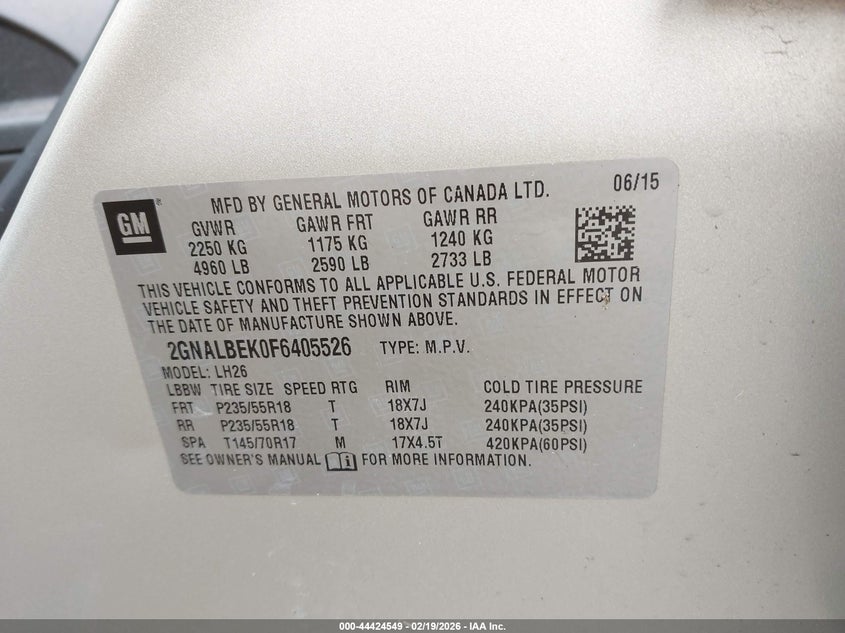 GM ®
MFD BY GENERAL MOTORS OF CANADA LTD. 06/15
GVWR GAWR FRT GAWR RR
2250 KG 1175 KG 1240 KG
4960 LB 2590 LB 2733 LB
THIS VEHICLE CONFORMS TO ALL APPLICABLE U.S. FEDERAL MOTOR
VEHICLE SAFETY AND THEFT PREVENTION STANDARDS IN EFFECT ON
THE DATE OF MANUFACTURE SHOWN ABOVE.
2GNALBEK0F6405526 TYPE: M.P.V.
MODEL: LH26
LBBW TIRE SIZE SPEED RTG RIM COLD TIRE PRESSURE
FRT P235/55R18 T 18X7J 240KPA(35PSI)
RR P235/55R18 T 18X7J 240KPA(35PSI)
SPA T145/70R17 M 17X4.5T 420KPA(60PSI)
SEE OWNER'S MANUAL FOR MORE INFORMATION.
000-44424549 — 02/19/2026 — IAA Inc.